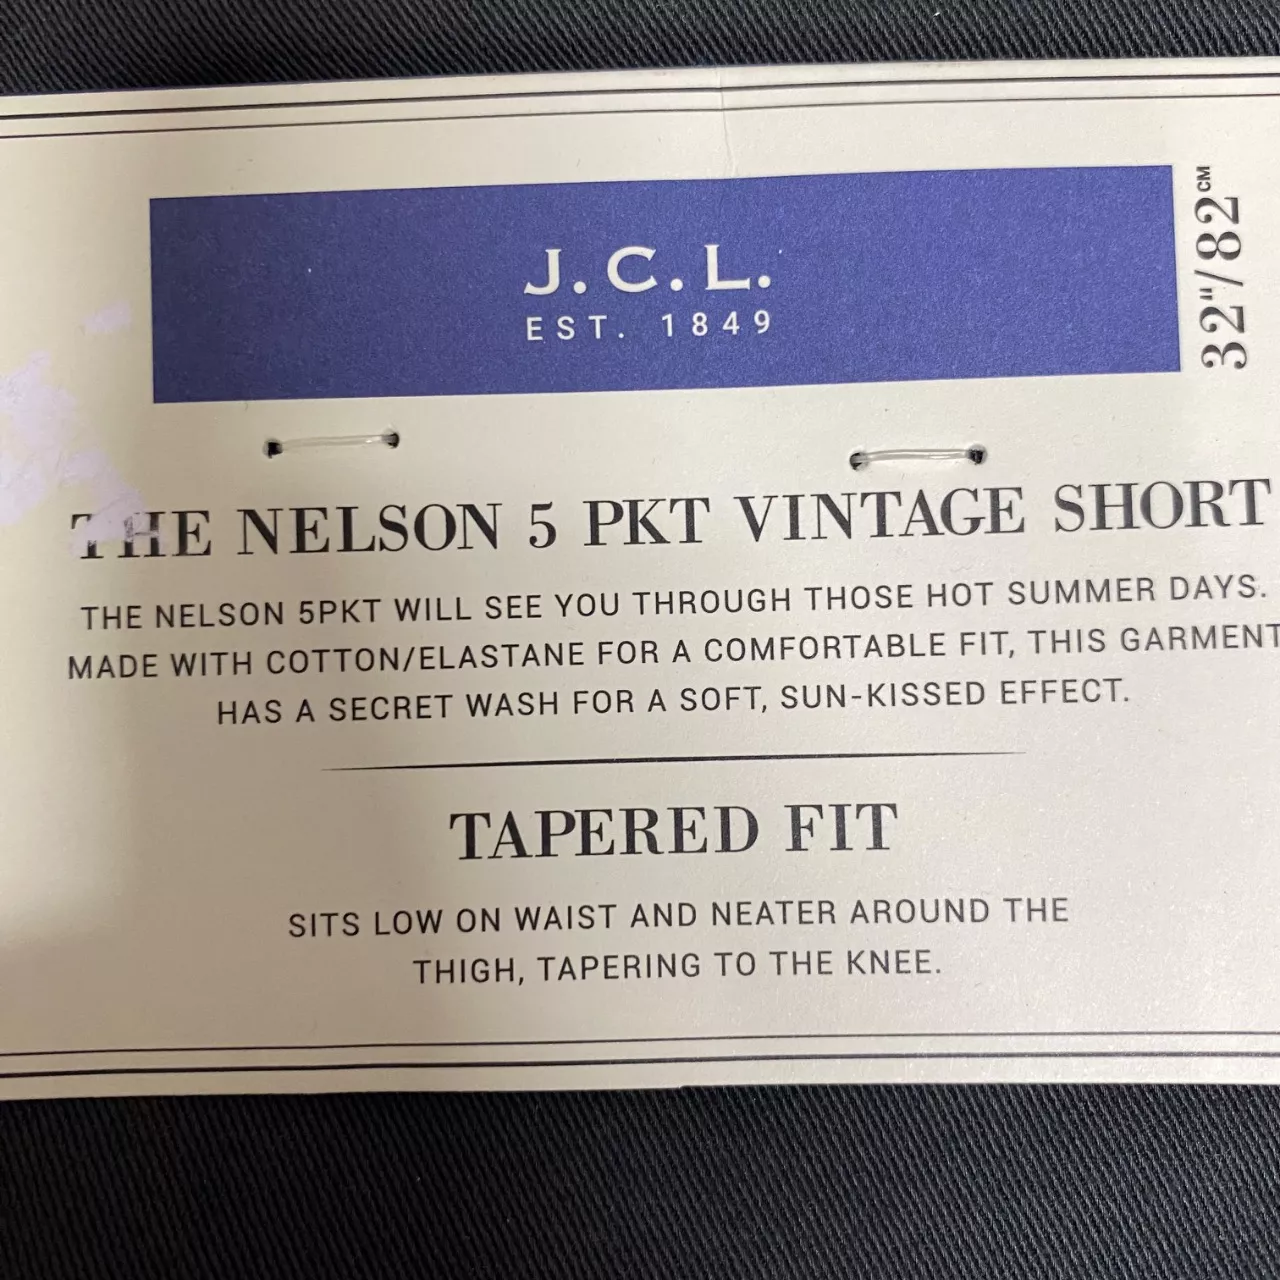 J.C.L.
EST. 1849
32"/82CM
THE NELSON 5 PKT VINTAGE SHORT
THE NELSON 5PKT WILL SEE YOU THROUGH THOSE HOT SUMMER DAYS.
MADE WITH COTTON/ELASTANE FOR A COMFORTABLE FIT, THIS GARMENT
HAS A SECRET WASH FOR A SOFT, SUN-KISSED EFFECT.
TAPERED FIT
SITS LOW ON WAIST AND NEATER AROUND THE
THIGH, TAPERING TO THE KNEE.